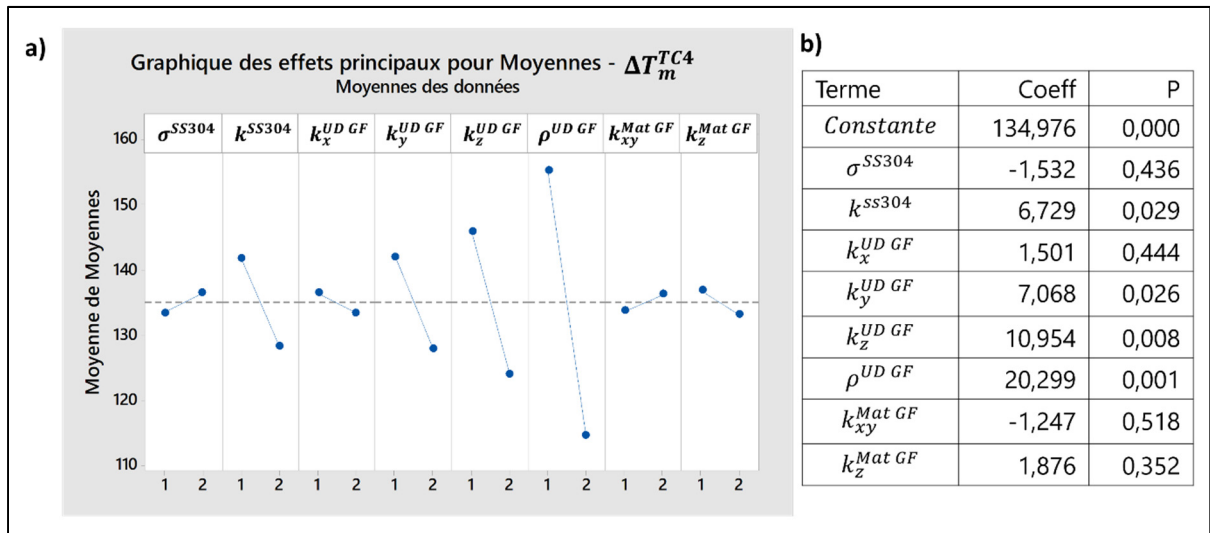 a)
Graphique des effets principaux pour Moyennes - ΔT_m^{TC4}
Moyennes des données
σ^{SS304} k^{SS304} k_x^{UD GF} k_y^{UD GF} k_z^{UD GF} ρ^{UD GF} k_{xy}^{Mat GF} k_z^{Mat GF}
Moyenne de Moyennes
160
150
140
130
120
110
1 2 1 2 1 2 1 2 1 2 1 2 1 2 1 2
b)
Terme Coeff P
Constante 134,976 0,000
σ^{SS304} -1,532 0,436
k^{SS304} 6,729 0,029
k_x^{UD GF} 1,501 0,444
k_y^{UD GF} 7,068 0,026
k_z^{UD GF} 10,954 0,008
ρ^{UD GF} 20,299 0,001
k_{xy}^{Mat GF} -1,247 0,518
k_z^{Mat GF} 1,876 0,352